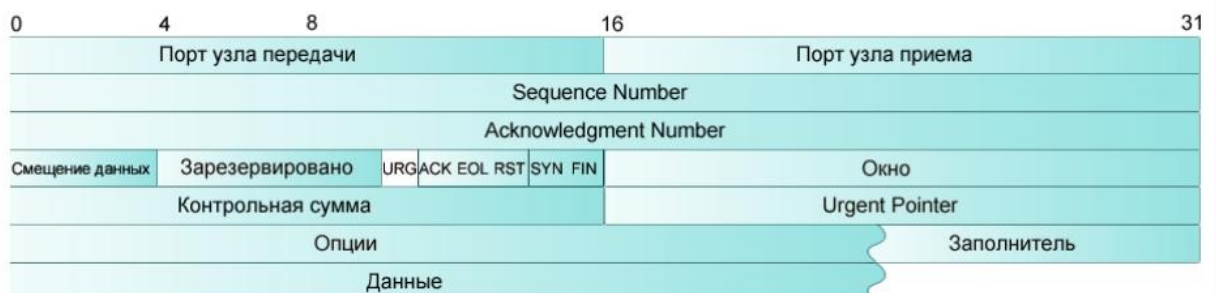 0 4 8 16 31
Порт узла передачи Порт узла приема
Sequence Number
Acknowledgment Number
Смещение данных Зарезервировано URG ACK EOL RST SYN FIN Окно
Контрольная сумма Urgent Pointer
Опции Заполнитель
Данные